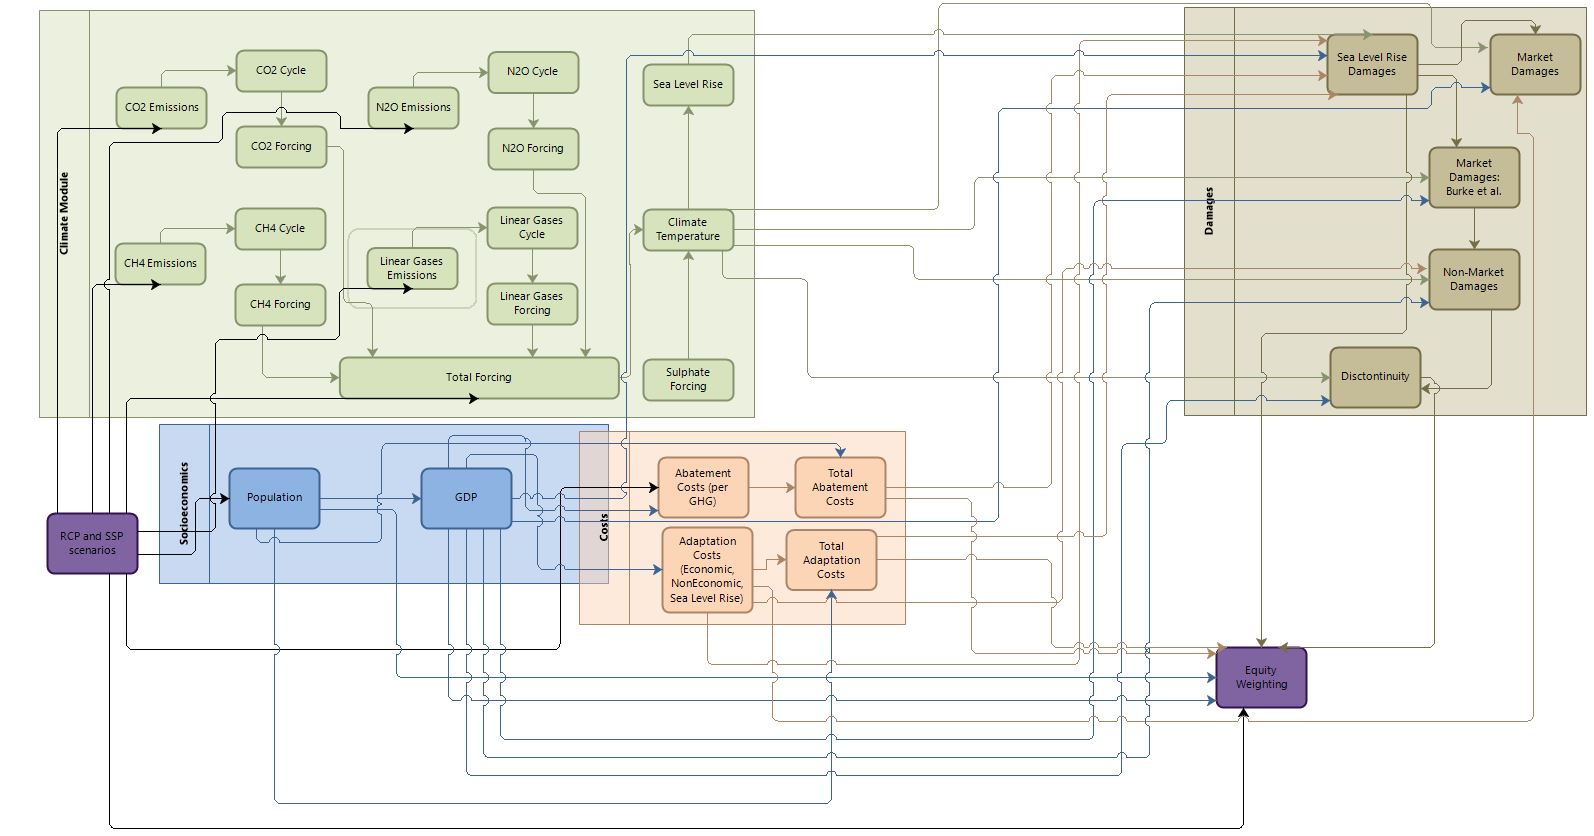 Climate Module
CO2 Emissions
CO2 Cycle
CO2 Forcing
N2O Emissions
N2O Cycle
N2O Forcing
CH4 Emissions
CH4 Cycle
CH4 Forcing
Linear Gases
Emissions
Linear Gases
Cycle
Linear Gases
Forcing
Total Forcing
Sea Level Rise
Climate
Temperature
Sulphate
Forcing
Damages
Sea Level Rise
Damages
Market
Damages
Market
Damages:
Burke et al.
Non-Market
Damages
Disctontinuity
Socioeconomics
Population
GDP
Costs
Abatement
Costs (per
GHG)
Total
Abatement
Costs
Adaptation
Costs
(Economic,
NonEconomic,
Sea Level Rise)
Total
Adaptation
Costs
RCP and SSP
scenarios
Equity
Weighting